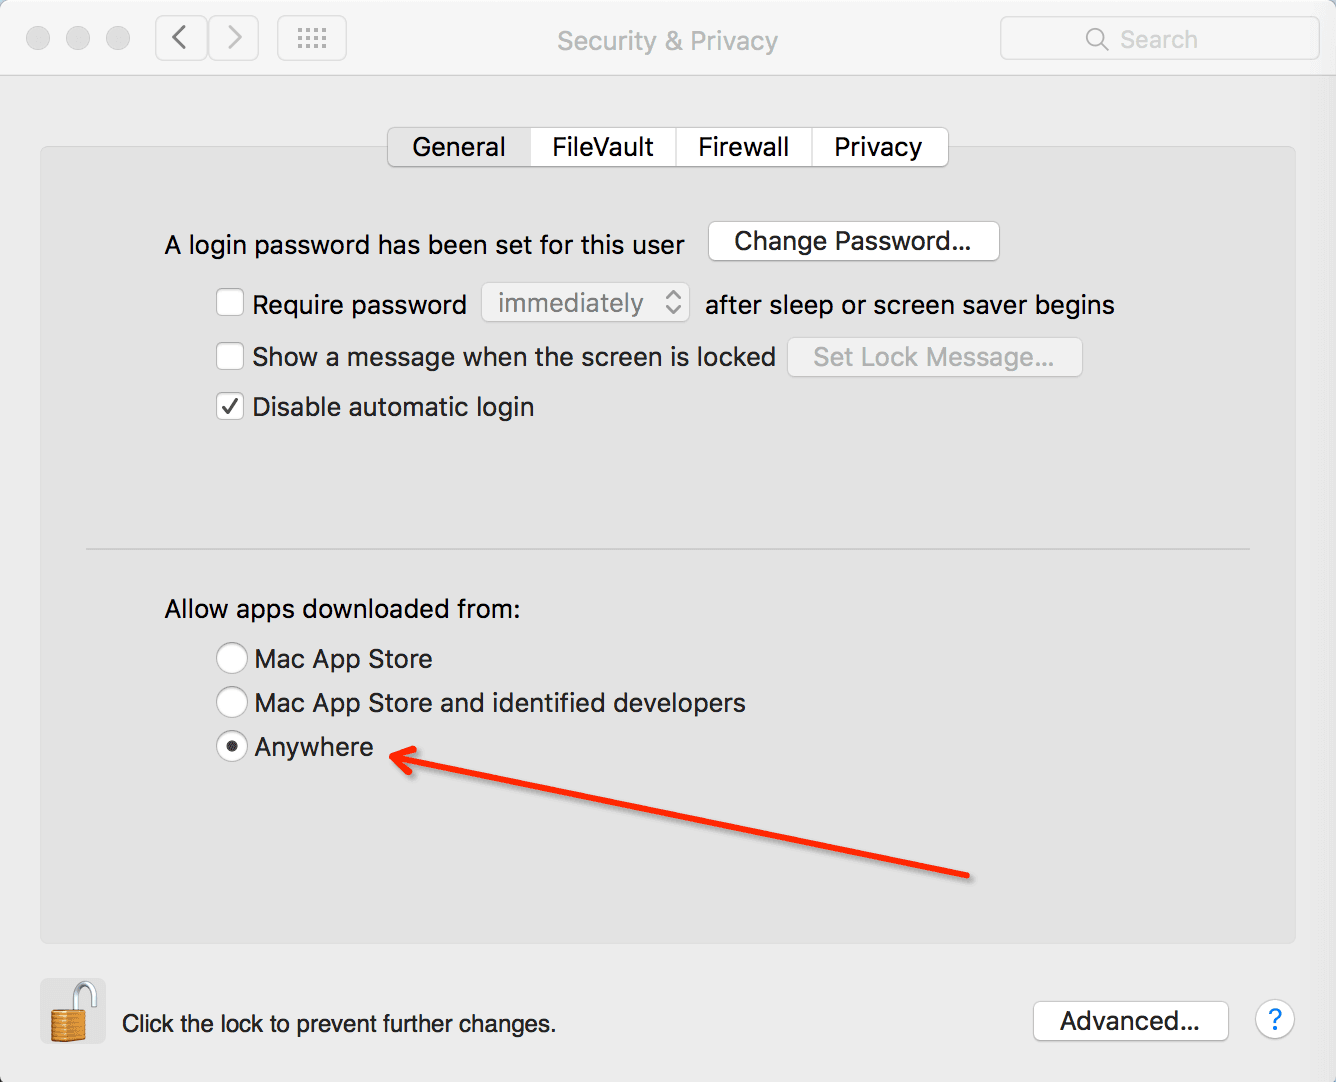 Security & Privacy
Search
General FileVault Firewall Privacy
A login password has been set for this user Change Password...
Require password immediately after sleep or screen saver begins
Show a message when the screen is locked Set Lock Message...
Disable automatic login
Allow apps downloaded from:
Mac App Store
Mac App Store and identified developers
Anywhere
Click the lock to prevent further changes.
Advanced... ?